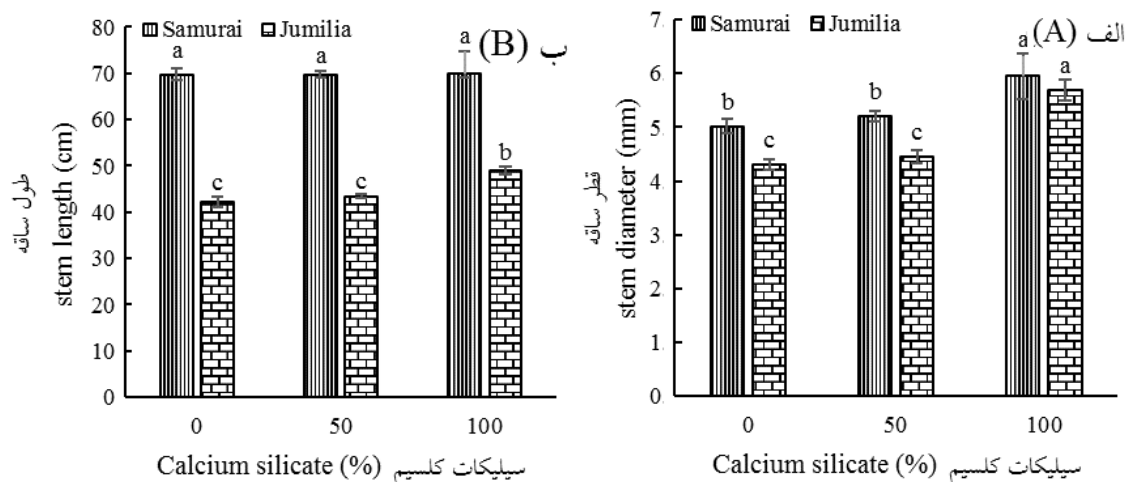 ب (B)
Samurai Jumilia
80
70
60
50
40
30
20
10
0
طول ساقه
stem length (cm)
a
c
a
c
a
b
0 50 100
Calcium silicate (%) سیلیکات کلسیم
الف (A)
Samurai Jumilia
7.
6.
5.
4.
3.
2.
1.
0
قطر ساقه
stem diameter (mm)
b
c
b
c
a
a
0 50 100
Calcium silicate (%) سیلیکات کلسیم